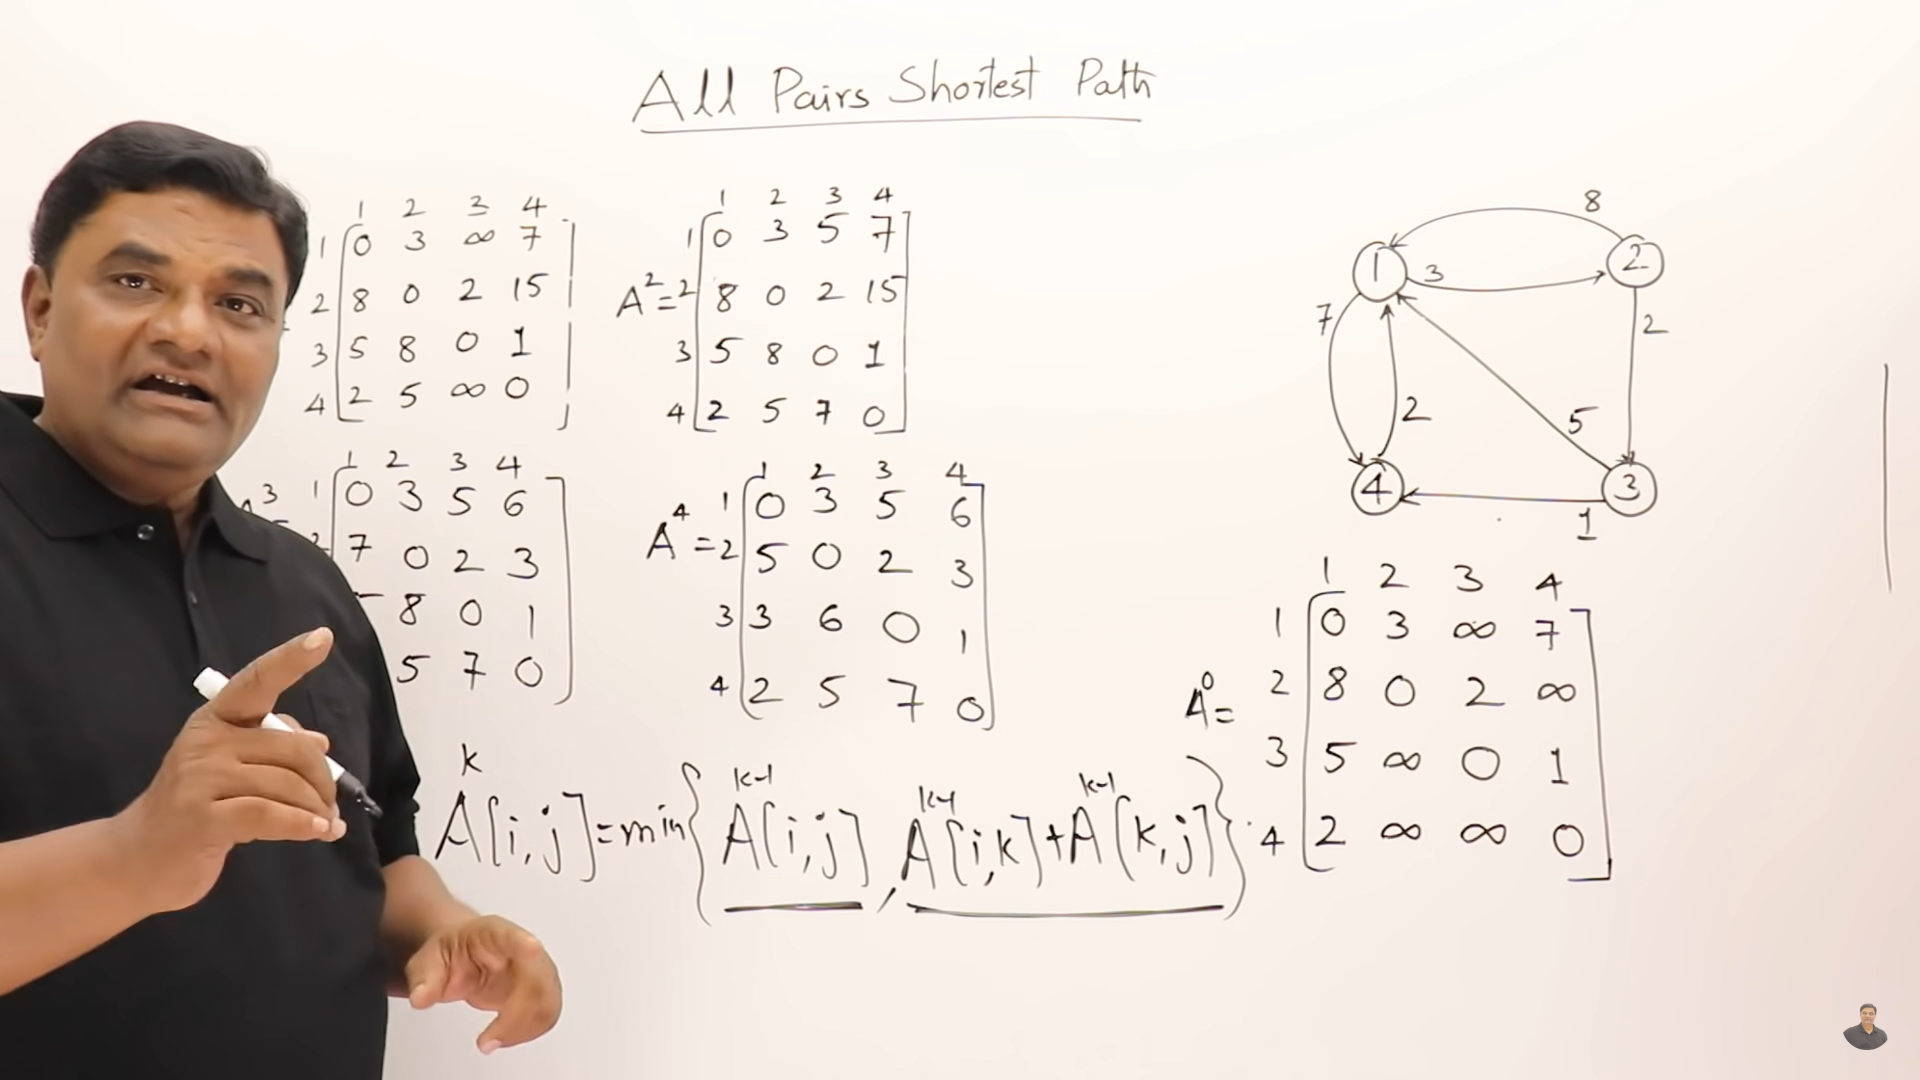 All Pairs Shortest Path
1 2 3 4
1 0 3 ∞ 7
2 8 0 2 15
3 5 8 0 1
4 2 5 ∞ 0
1 2 3 4
1 0 3 5 7
A² = 2 8 0 2 15
3 5 8 0 1
4 2 5 7 0
1 2 3 4
A³ 1 0 3 5 6
2 7 0 2 3
8 0 1
5 7 0
1 2 3 4
1 0 3 5 6
A⁴ = 2 5 0 2 3
3 3 6 0 1
4 2 5 7 0
Aᵏ[i,j] = min { Aᵏ⁻¹[i,j], Aᵏ⁻¹[i,k] + Aᵏ⁻¹[k,j] }
8
1 3 2
7 2
2 5
4 3
1
1 2 3 4
1 0 3 ∞ 7
A⁰ = 2 8 0 2 ∞
3 5 ∞ 0 1
4 2 ∞ ∞ 0